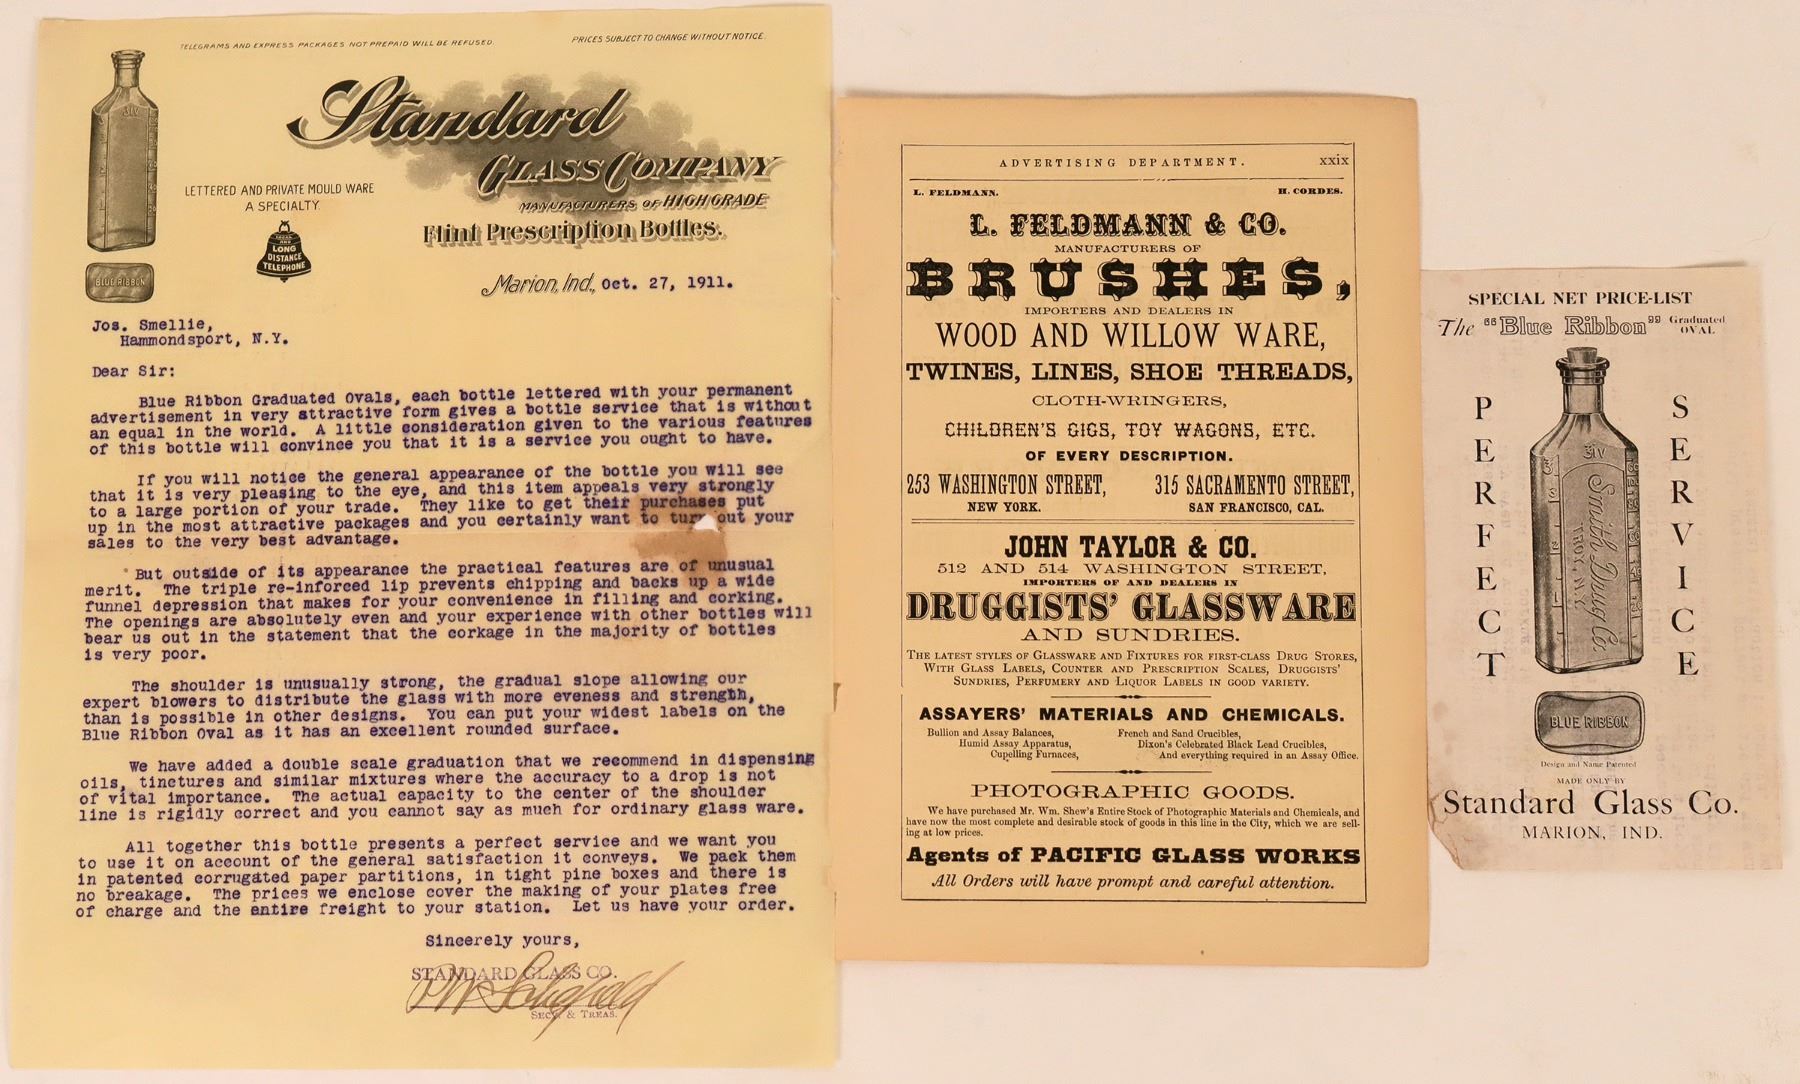 TELEGRAMS AND EXPRESS PACKAGES NOT PREPAID WILL BE REFUSED.
PRICES SUBJECT TO CHANGE WITHOUT NOTICE.
3IV
Standard
GLASS COMPANY
MANUFACTURERS OF HIGH GRADE
Flint Prescription Bottles.
LETTERED AND PRIVATE MOULD WARE
A SPECIALTY.
LOCAL
AND
LONG
DISTANCE
TELEPHONE
BLUE RIBBON
Marion, Ind., Oct. 27, 1911.
Jos. Smellie,
Hammondsport, N.Y.
Dear Sir:
Blue Ribbon Graduated Ovals, each bottle lettered with your permanent
advertisement in very attractive form gives a bottle service that is without
an equal in the world. A little consideration given to the various features
of this bottle will convince you that it is a service you ought to have.
If you will notice the general appearance of the bottle you will see
that it is very pleasing to the eye, and this item appeals very strongly
to a large portion of your trade. They like to get their purchases put
up in the most attractive packages and you certainly want to turn out your
sales to the very best advantage.
But outside of its appearance the practical features are of unusual
merit. The triple re-inforced lip prevents chipping and backs up a wide
funnel depression that makes for your convenience in filling and corking.
The openings are absolutely even and your experience with other bottles will
bear us out in the statement that the corkage in the majority of bottles
is very poor.
The shoulder is unusually strong, the gradual slope allowing our
expert blowers to distribute the glass with more eveness and strength,
than is possible in other designs. You can put your widest labels on the
Blue Ribbon Oval as it has an excellent rounded surface.
We have added a double scale graduation that we recommend in dispensing
oils, tinctures and similar mixtures where the accuracy to a drop is not
of vital importance. The actual capacity to the center of the shoulder
line is rigidly correct and you cannot say as much for ordinary glass ware.
All together this bottle presents a perfect service and we want you
to use it on account of the general satisfaction it conveys. We pack them
in patented corrugated paper partitions, in tight pine boxes and there is
no breakage. The prices we enclose cover the making of your plates free
of charge and the entire freight to your station. Let us have your order.
Sincerely yours,
STANDARD GLASS CO.
SECY. & TREAS.
ADVERTISING DEPARTMENT. xxix
L. FELDMANN. H. CORDES.
L. FELDMANN & CO.
MANUFACTURERS OF
BRUSHES,
IMPORTERS AND DEALERS IN
WOOD AND WILLOW WARE,
TWINES, LINES, SHOE THREADS,
CLOTH-WRINGERS,
CHILDREN'S GIGS, TOY WAGONS, ETC.
OF EVERY DESCRIPTION.
253 WASHINGTON STREET, 315 SACRAMENTO STREET,
NEW YORK. SAN FRANCISCO, CAL.
JOHN TAYLOR & CO.
512 AND 514 WASHINGTON STREET,
IMPORTERS OF AND DEALERS IN
DRUGGISTS' GLASSWARE
AND SUNDRIES.
THE LATEST STYLES OF GLASSWARE AND FIXTURES FOR FIRST-CLASS DRUG STORES,
WITH GLASS LABELS, COUNTER AND PRESCRIPTION SCALES, DRUGGISTS'
SUNDRIES, PERFUMERY AND LIQUOR LABELS IN GOOD VARIETY.
ASSAYERS' MATERIALS AND CHEMICALS.
Bullion and Assay Balances, French and Sand Crucibles,
Humid Assay Apparatus, Dixon's Celebrated Black Lead Crucibles,
Cupelling Furnaces, And everything required in an Assay Office.
PHOTOGRAPHIC GOODS.
We have purchased Mr. Wm. Shew's Entire Stock of Photographic Materials and Chemicals, and
have now the most complete and desirable stock of goods in this line in the City, which we are sell-
ing at low prices.
Agents of PACIFIC GLASS WORKS
All Orders will have prompt and careful attention.
SPECIAL NET PRICE-LIST
The "Blue Ribbon" Graduated
OVAL
PERFECT
SERVICE
3IV
Smith Drug Co.
TROY, N.Y.
BLUE RIBBON
Design and Name Patented
MADE ONLY BY
Standard Glass Co.
MARION, IND.